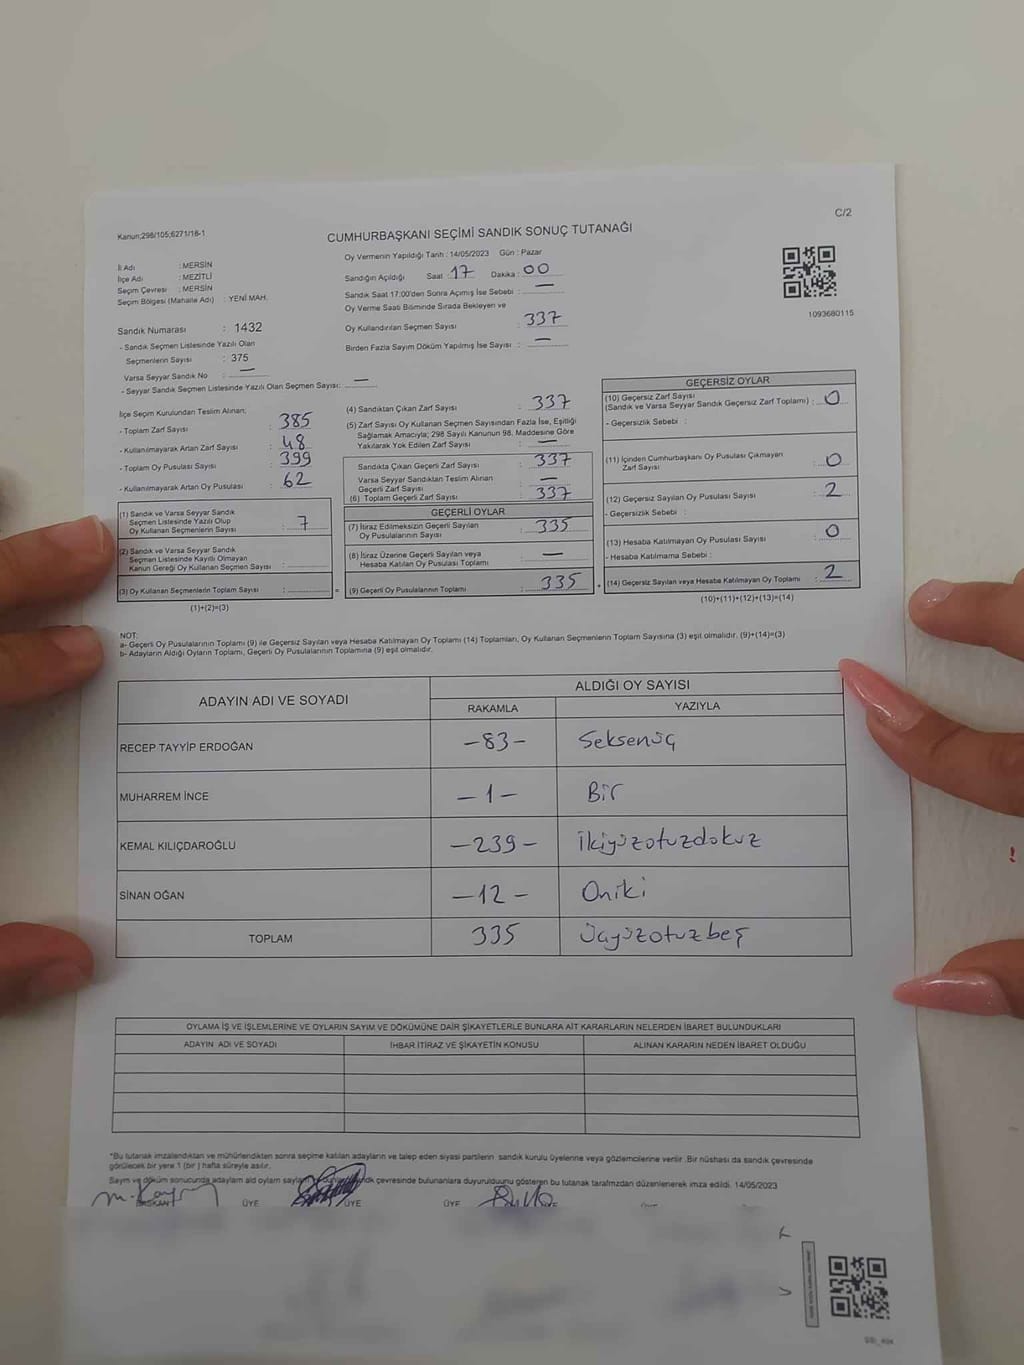 C/2
Kanun;298/105;6271/16-1
CUMHURBAŞKANI SEÇİMİ SANDIK SONUÇ TUTANAĞI
İl Adı : MERSİN
İlçe Adı : MEZİTLİ
Seçim Çevresi : MERSİN
Seçim Bölgesi (Mahalle Adı) : YENİ MAH.
Sandık Numarası : 1432
- Sandık Seçmen Listesinde Yazılı Olan
Seçmenlerin Sayısı : 375
Varsa Seyyar Sandık No : —
- Seyyar Sandık Seçmen Listesinde Yazılı Olan Seçmen Sayısı: —
Oy Vermenin Yapıldığı Tarih : 14/05/2023 Gün : Pazar
Sandığın Açıldığı Saat : 17 Dakika : 00
Sandık Saat 17:00'den Sonra Açımış İse Sebebi : —
Oy Verme Saati Bitiminde Sırada Bekleyen ve
Oy Kullandırılan Seçmen Sayısı : 337
Birden Fazla Sayım Döküm Yapılmış İse Sayısı : —
1093680115
İlçe Seçim Kurulundan Teslim Alınan;
- Toplam Zarf Sayısı : 385
- Kullanılmayarak Artan Zarf Sayısı : 48
- Toplam Oy Pusulası Sayısı : 399
- Kullanılmayarak Artan Oy Pusulası : 62
(1) Sandık ve Varsa Seyyar Sandık
Seçmen Listesinde Yazılı Olup
Oy Kullanan Seçmenlerin Sayısı : 7
(2) Sandık ve Varsa Seyyar Sandık
Seçmen Listesinde Kayıtlı Olmayan
Kanun Gereği Oy Kullanan Seçmen Sayısı :
(3) Oy Kullanan Seçmenlerin Toplam Sayısı : =
(1)+(2)=(3)
(4) Sandıktan Çıkan Zarf Sayısı : 337
(5) Zarf Sayısı Oy Kullanan Seçmen Sayısından Fazla İse, Eşitliği
Sağlamak Amacıyla; 298 Sayılı Kanunun 98. Maddesine Göre
Yakılarak Yok Edilen Zarf Sayısı : —
Sandıkta Çıkan Geçerli Zarf Sayısı : 337
Varsa Seyyar Sandıktan Teslim Alınan
Geçerli Zarf Sayısı : —
(6) Toplam Geçerli Zarf Sayısı : 337
GEÇERLİ OYLAR
(7) İtiraz Edilmeksizin Geçerli Sayılan
Oy Pusulasının Sayısı : 335
(8) İtiraz Üzerine Geçerli Sayılan veya
Hesaba Katılan Oy Pusulası Toplamı : —
(9) Geçerli Oy Pusulalarının Toplamı : 335 +
GEÇERSİZ OYLAR
(10) Geçersiz Zarf Sayısı
(Sandık ve Varsa Seyyar Sandık Geçersiz Zarf Toplamı) : 0
- Geçersizlik Sebebi :
(11) İçinden Cumhurbaşkanı Oy Pusulası Çıkmayan
Zarf Sayısı : 0
(12) Geçersiz Sayılan Oy Pusulası Sayısı : 2
- Geçersizlik Sebebi :
(13) Hesaba Katılmayan Oy Pusulası Sayısı : 0
- Hesaba Katılmama Sebebi :
(14) Geçersiz Sayılan veya Hesaba Katılmayan Oy Toplamı : 2
(10)+(11)+(12)+(13)=(14)
NOT:
a- Geçerli Oy Pusulalarının Toplamı (9) ile Geçersiz Sayılan veya Hesaba Katılmayan Oy Toplamı (14) Toplamları, Oy Kullanan Seçmenlerin Toplam Sayısına (3) eşit olmalıdır. (9)+(14)=(3)
b- Adayların Aldığı Oyların Toplamı, Geçerli Oy Pusulalarının Toplamına (9) eşit olmalıdır.
ADAYIN ADI VE SOYADI ALDIĞI OY SAYISI
RAKAMLA YAZIYLA
RECEP TAYYİP ERDOĞAN -83- Seksenüç
MUHARREM İNCE -1- Bir
KEMAL KILIÇDAROĞLU -239- İkiyüzotuzdokuz
SİNAN OĞAN -12- Oniki
TOPLAM 335 Üçyüzotuzbeş
OYLAMA İŞ VE İŞLEMLERİNE VE OYLARIN SAYIM VE DÖKÜMÜNE DAİR ŞİKAYETLERLE BUNLARA AİT KARARLARIN NELERDEN İBARET BULUNDUKLARI
ADAYIN ADI VE SOYADI İHBAR İTİRAZ VE ŞİKAYETİN KONUSU ALINAN KARARIN NEDEN İBARET OLDUĞU
*Bu tutanak imzalandıktan ve mühürlendikten sonra seçime katılan adayların ve talep eden siyasi partilerin sandık kurulu üyelerine veya gözlemcilerine verilir. Bir nüshası da sandık çevresinde
görülecek bir yere 1 (bir) hafta süreyle asılır.
Sayım ve döküm sonucunda adayların çevresinde bulunanlara duyurulduunu gösteren bu tutanak tarafımzdan düzenlenerek imza edildi. 14/05/2023
BAŞKAN ÜYE ÜYE ÜYE